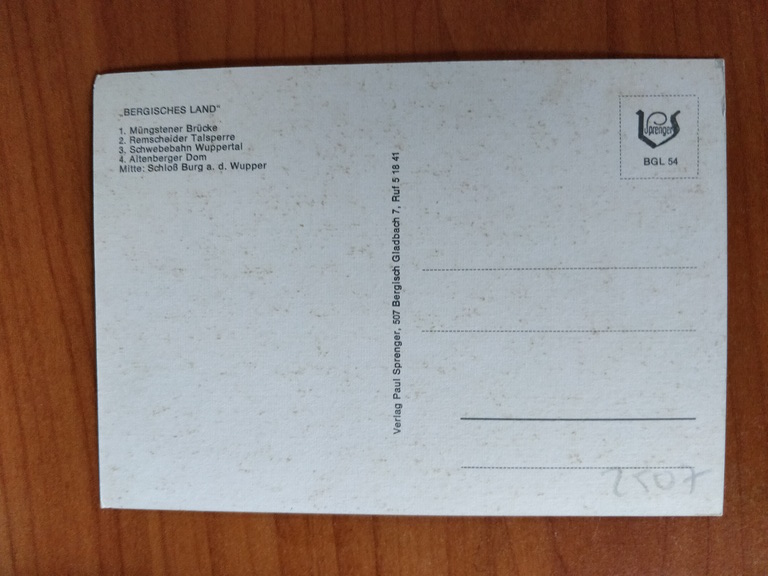 „BERGISCHES LAND"
1. Müngstener Brücke
2. Remscheider Talsperre
3. Schwebebahn Wuppertal
4. Altenberger Dom
Mitte: Schloß Burg a. d. Wupper
Verlag Paul Sprenger, 507 Bergisch Gladbach 7, Ruf 5 18 41
Sprenger
BGL 54
2507